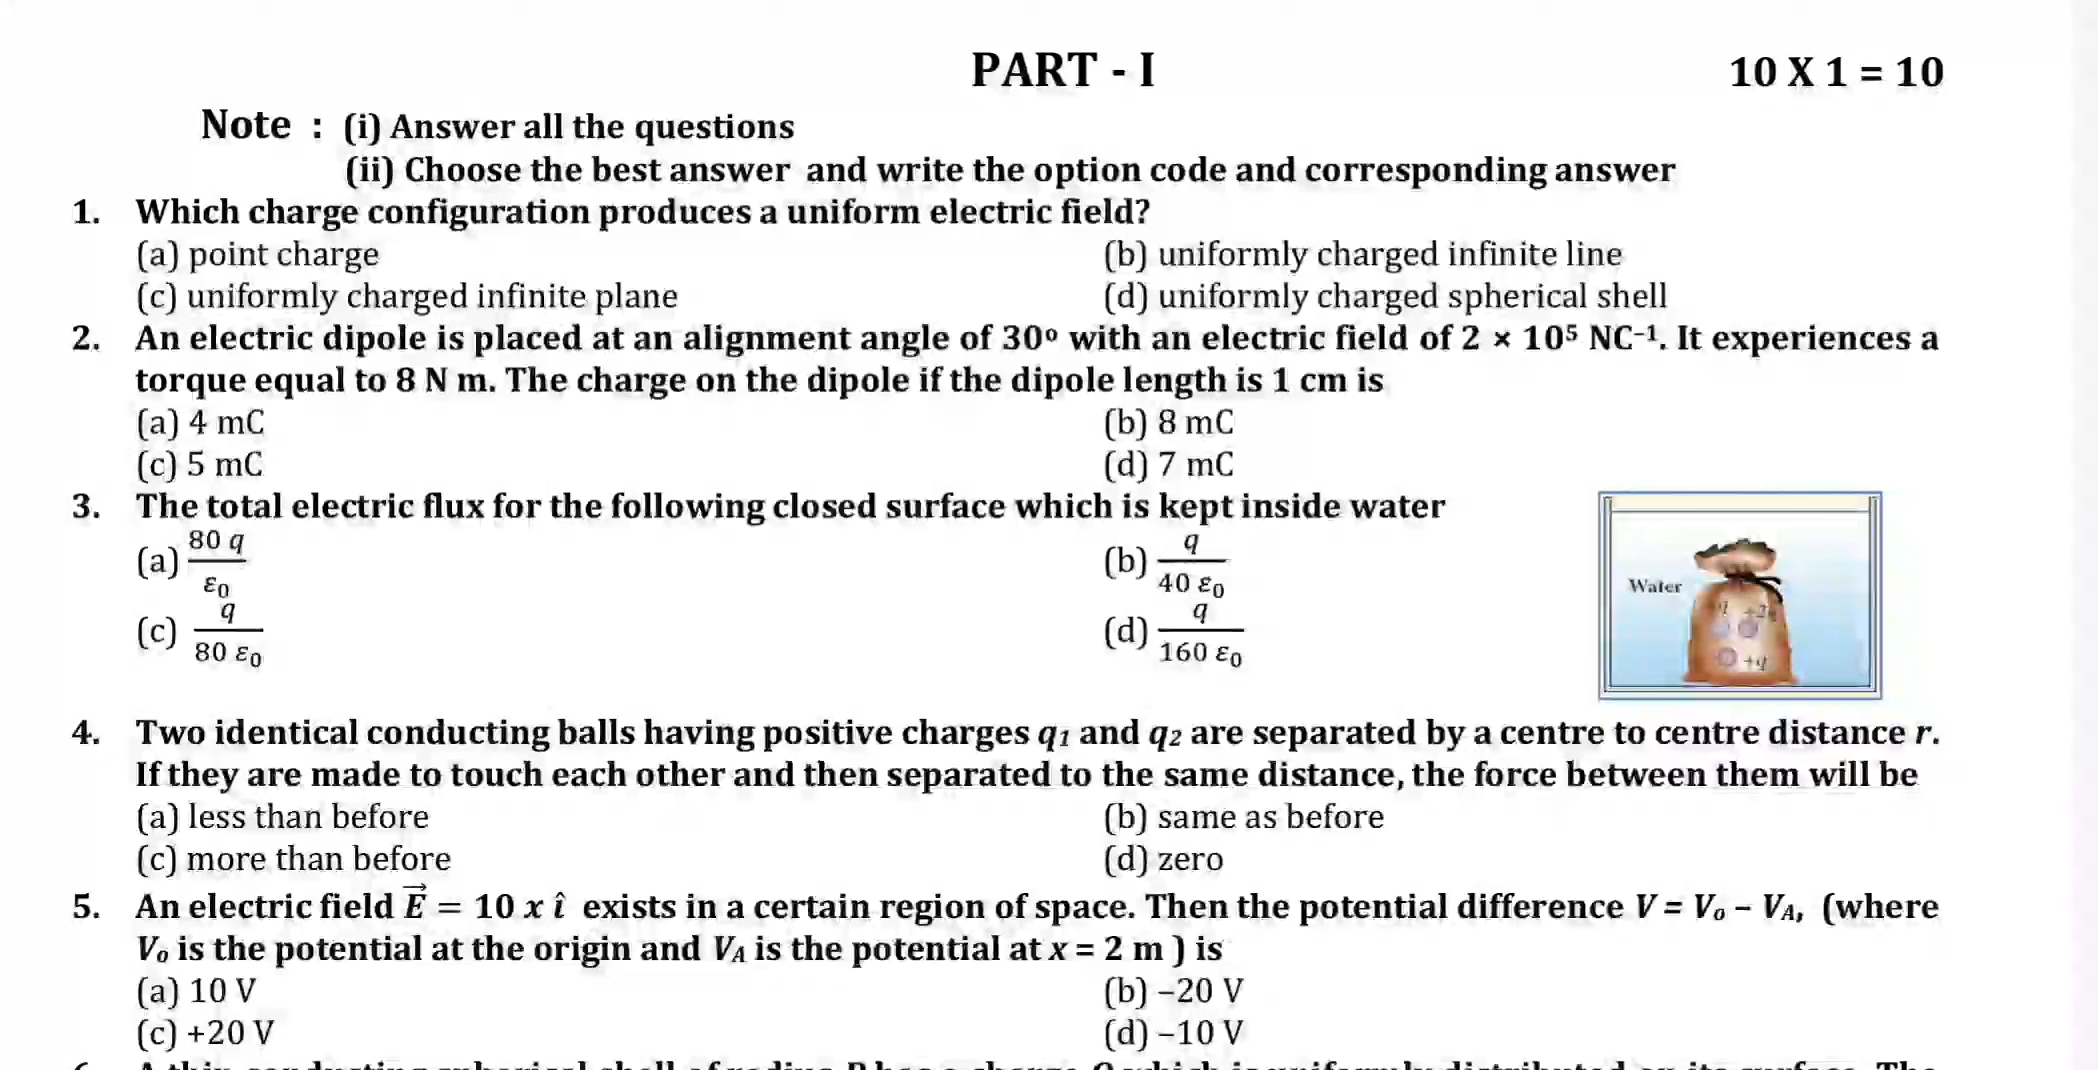 PART - I 10 X 1 = 10
Note : (i) Answer all the questions
(ii) Choose the best answer and write the option code and corresponding answer
1. Which charge configuration produces a uniform electric field?
(a) point charge (b) uniformly charged infinite line
(c) uniformly charged infinite plane (d) uniformly charged spherical shell
2. An electric dipole is placed at an alignment angle of 30º with an electric field of 2 × 10⁵ NC⁻¹. It experiences a
torque equal to 8 N m. The charge on the dipole if the dipole length is 1 cm is
(a) 4 mC (b) 8 mC
(c) 5 mC (d) 7 mC
3. The total electric flux for the following closed surface which is kept inside water
(a) 80 q / ε₀ (b) q / 40 ε₀
(c) q / 80 ε₀ (d) q / 160 ε₀
Water
+q
4. Two identical conducting balls having positive charges q₁ and q₂ are separated by a centre to centre distance r.
If they are made to touch each other and then separated to the same distance, the force between them will be
(a) less than before (b) same as before
(c) more than before (d) zero
5. An electric field E⃗ = 10 x î exists in a certain region of space. Then the potential difference V = Vₒ – V_A, (where
Vₒ is the potential at the origin and V_A is the potential at x = 2 m ) is
(a) 10 V (b) –20 V
(c) +20 V (d) –10 V